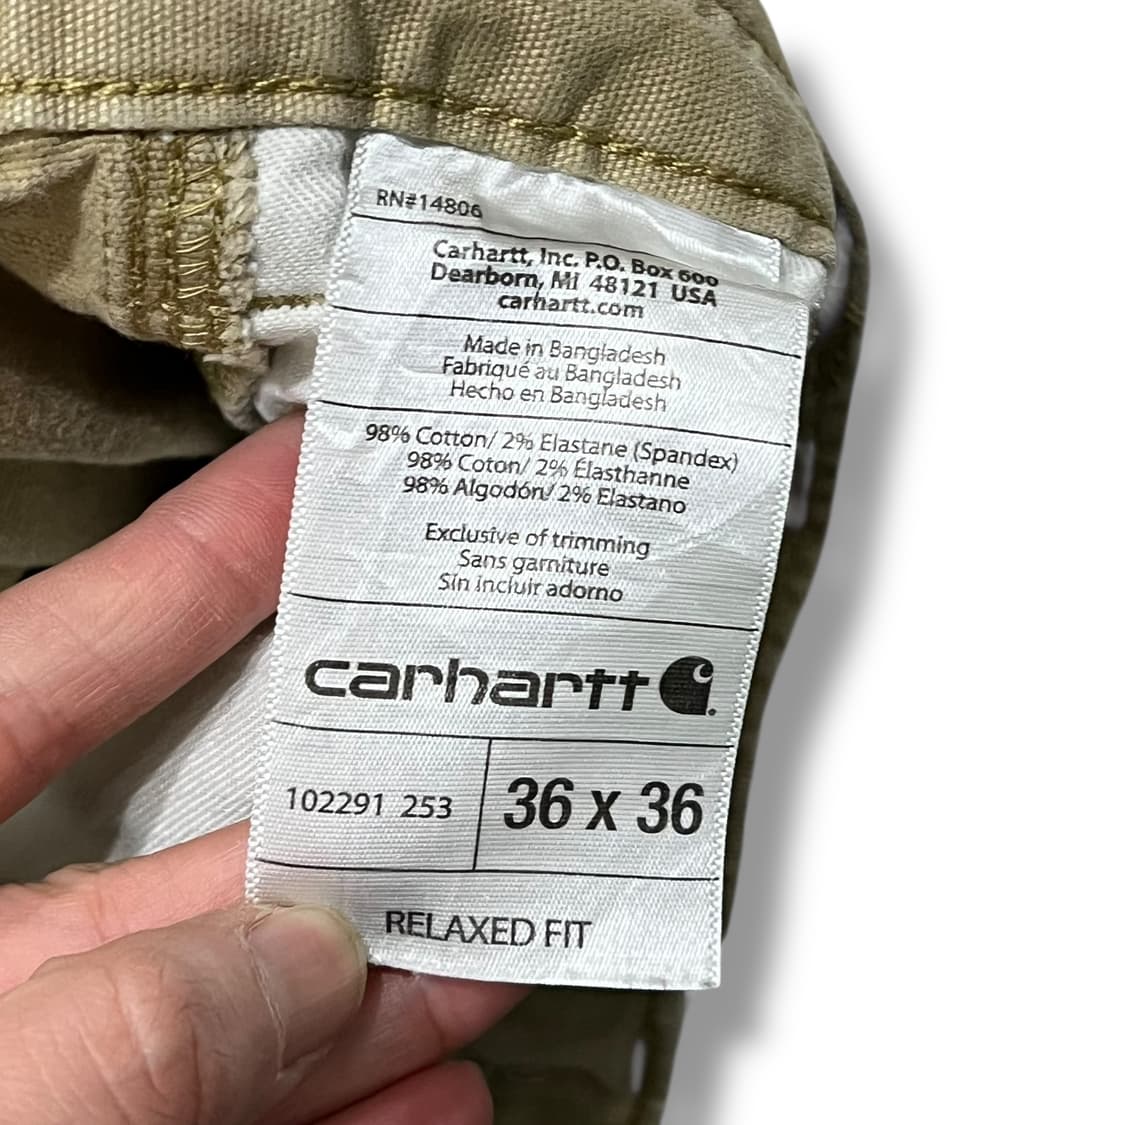 RN#14806
Carhartt, Inc. P.O. Box 600
Dearborn, MI 48121 USA
carhartt.com
Made in Bangladesh
Fabriqué au Bangladesh
Hecho en Bangladesh
98% Cotton/ 2% Elastane (Spandex)
98% Coton/ 2% Élasthanne
98% Algodón/ 2% Elastano
Exclusive of trimming
Sans garniture
Sin incluir adorno
carhartt
102291 253
36 x 36
RELAXED FIT